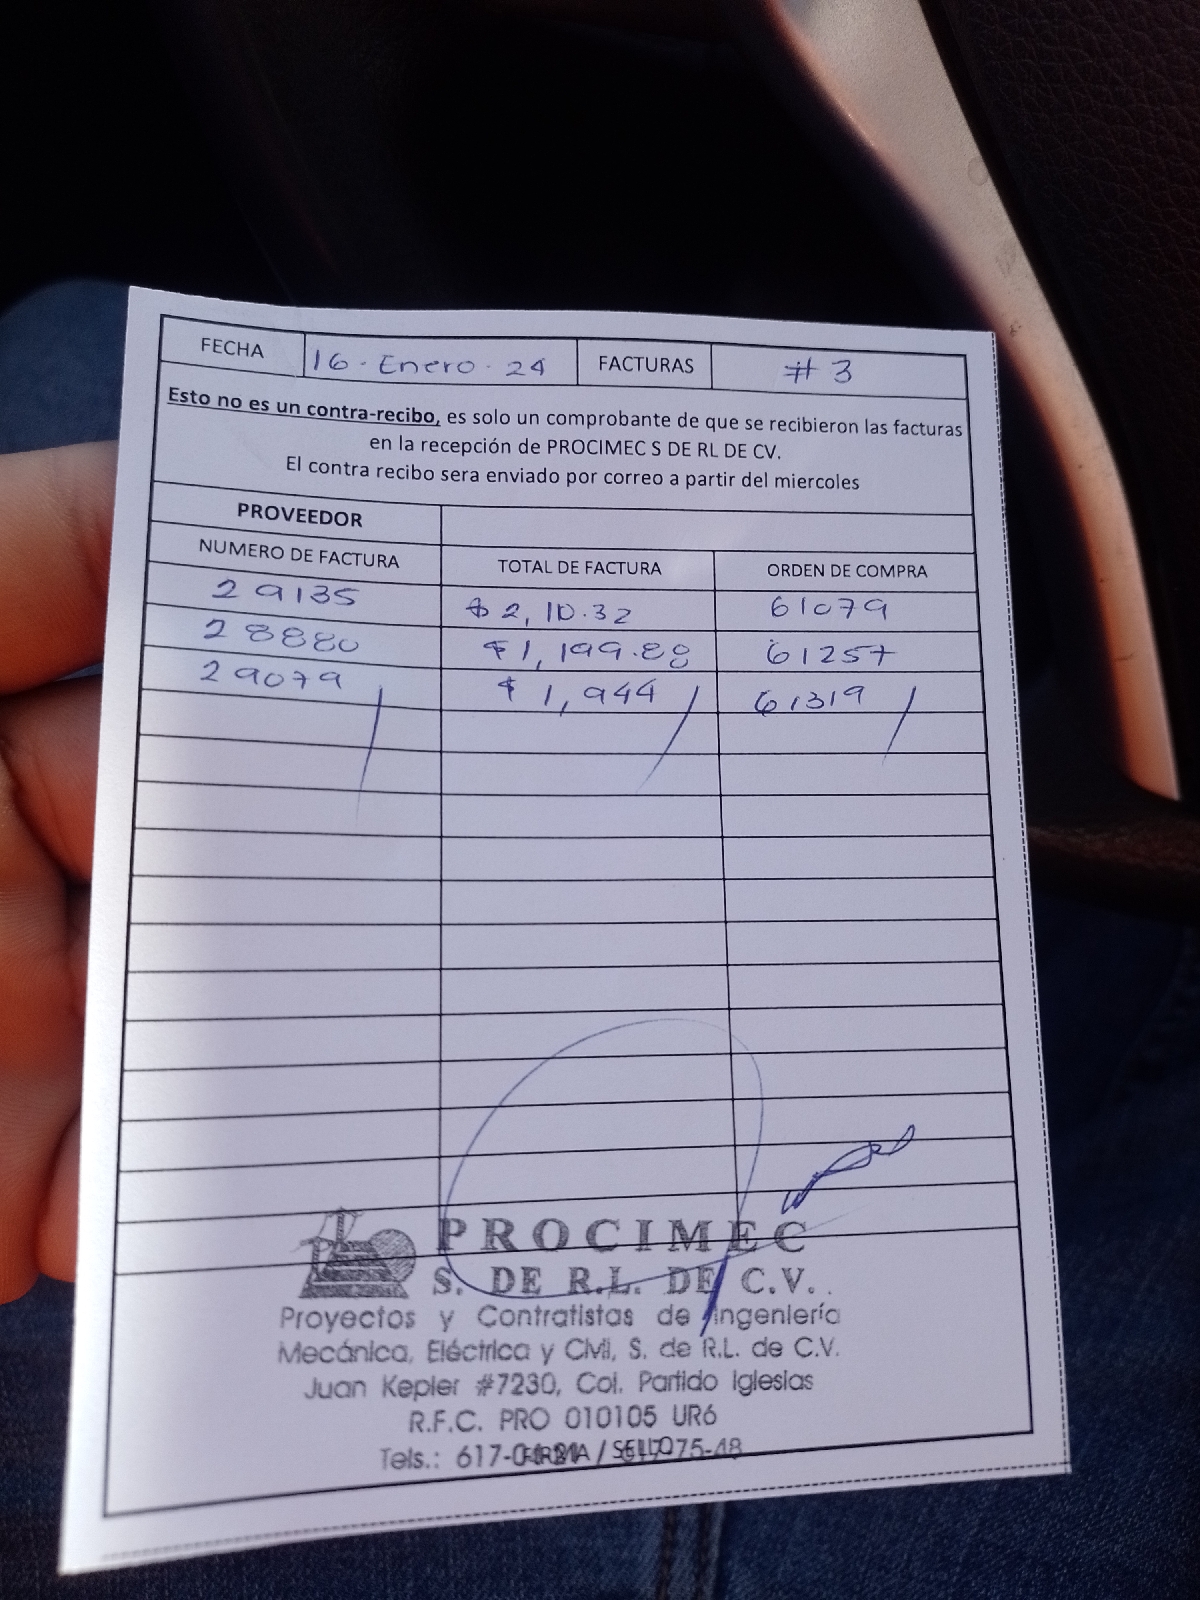 FECHA 16-Enero-24 FACTURAS #3
Esto no es un contra-recibo, es solo un comprobante de que se recibieron las facturas
en la recepción de PROCIMEC S DE RL DE CV.
El contra recibo sera enviado por correo a partir del miercoles
PROVEEDOR
NUMERO DE FACTURA TOTAL DE FACTURA ORDEN DE COMPRA
29135 61079
28880 $1,199.88 61257
29079 $1,944 61319
PROCIMEC
S. DE R.L. DE C.V.
Proyectos y Contratistas de Ingeniería
Mecánica, Eléctrica y Civil, S. de R.L. de C.V.
Juan Kepler #7230, Col. Partido Iglesias
R.F.C. PRO 010105 UR6
Tels.: FIRMA / SELLO